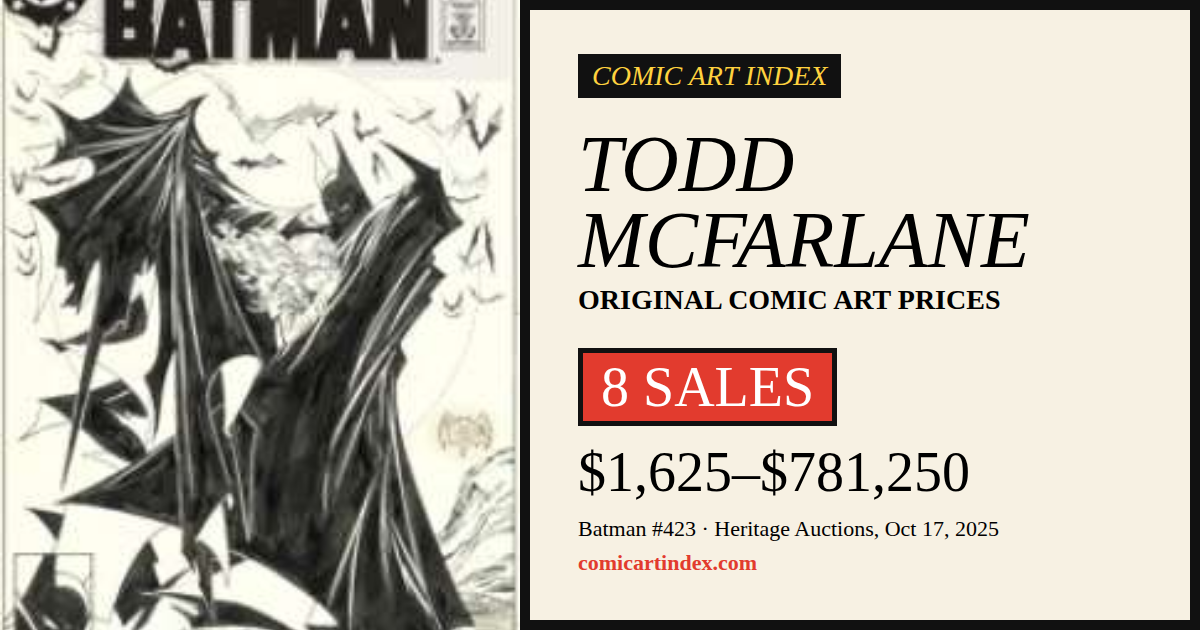 BATMAN
COMIC ART INDEX
TODD
MCFARLANE
ORIGINAL COMIC ART PRICES
8 SALES
$1,625–$781,250
Batman #423 · Heritage Auctions, Oct 17, 2025
comicartindex.com